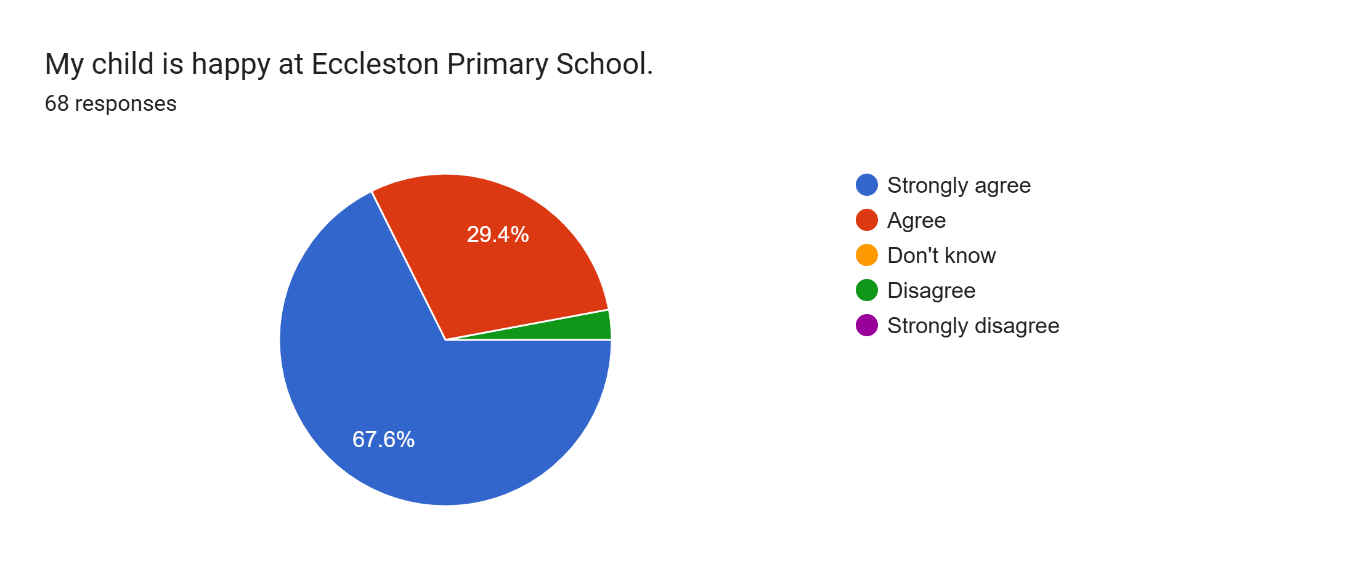 My child is happy at Eccleston Primary School.
68 responses
29.4%
67.6%
Strongly agree
Agree
Don't know
Disagree
Strongly disagree